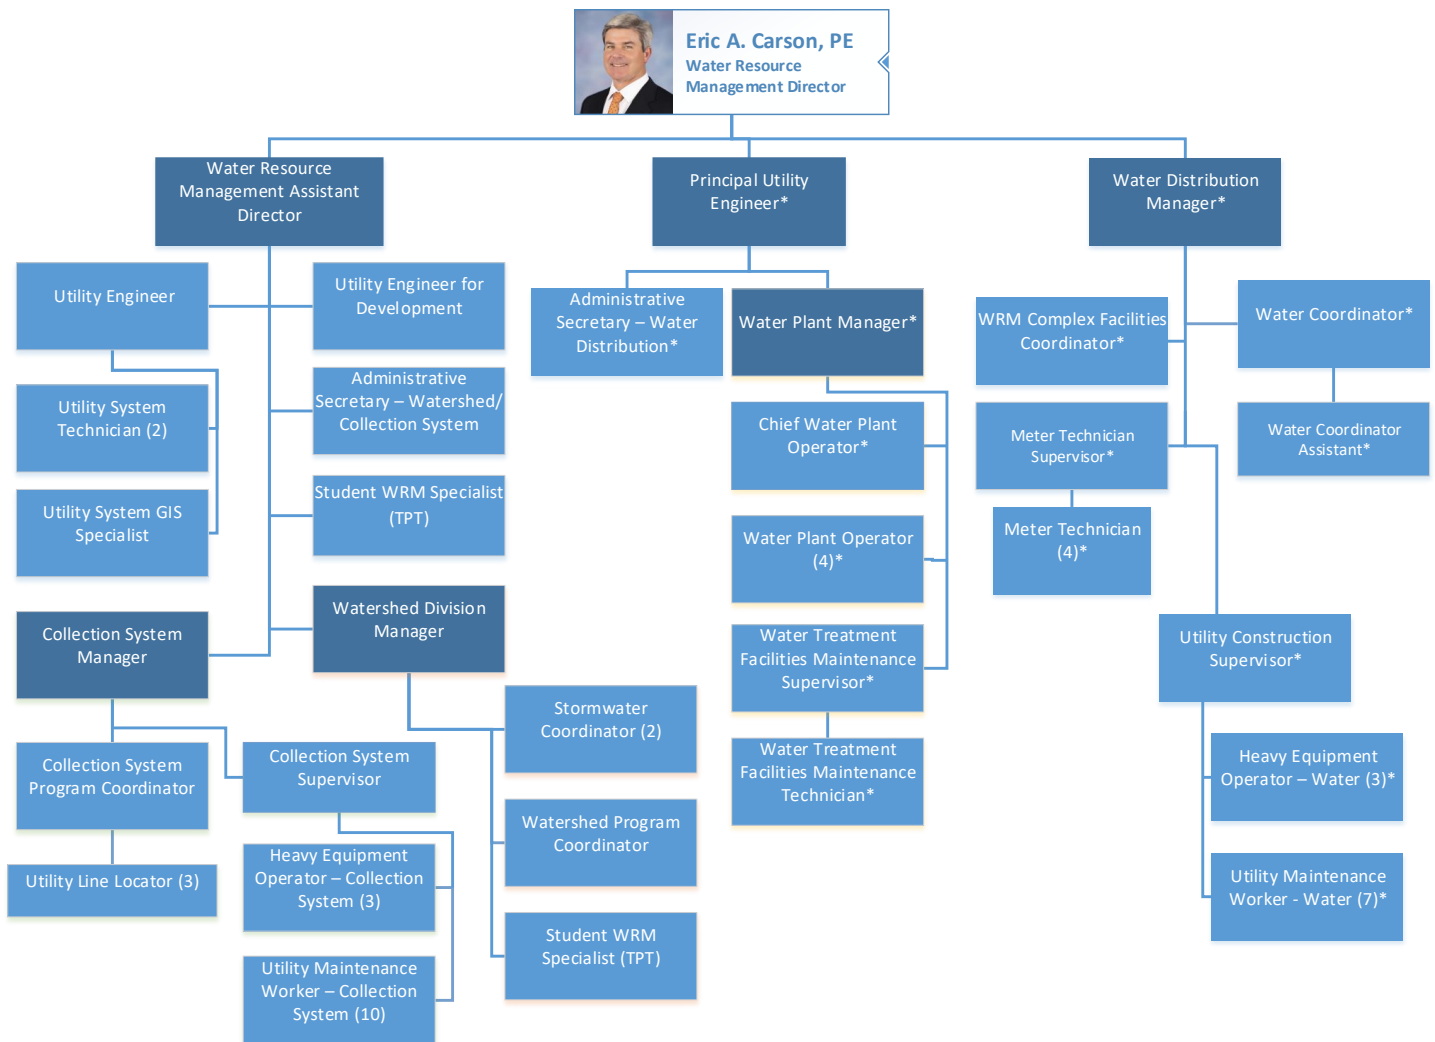 Eric A. Carson, PE
Water Resource
Management Director
Water Resource
Management Assistant
Director
Principal Utility
Engineer*
Water Distribution
Manager*
Utility Engineer
Utility Engineer for
Development
Administrative
Secretary – Water
Distribution*
Water Plant Manager*
WRM Complex Facilities
Coordinator*
Water Coordinator*
Utility System
Technician (2)
Administrative
Secretary – Watershed/
Collection System
Chief Water Plant
Operator*
Meter Technician
Supervisor*
Water Coordinator
Assistant*
Utility System GIS
Specialist
Student WRM Specialist
(TPT)
Water Plant Operator
(4)*
Meter Technician
(4)*
Collection System
Manager
Watershed Division
Manager
Water Treatment
Facilities Maintenance
Supervisor*
Utility Construction
Supervisor*
Collection System
Program Coordinator
Collection System
Supervisor
Stormwater
Coordinator (2)
Water Treatment
Facilities Maintenance
Technician*
Heavy Equipment
Operator – Water (3)*
Utility Line Locator (3)
Heavy Equipment
Operator – Collection
System (3)
Watershed Program
Coordinator
Utility Maintenance
Worker - Water (7)*
Utility Maintenance
Worker – Collection
System (10)
Student WRM
Specialist (TPT)